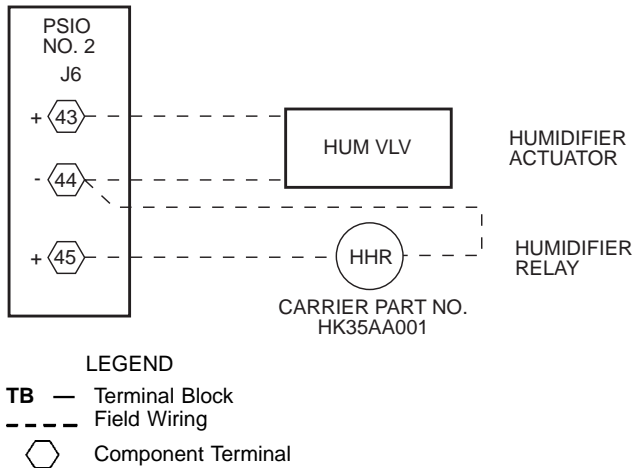 PSIO
NO. 2
J6
+ 43
HUM VLV
HUMIDIFIER
ACTUATOR
- 44
+ 45
HHR
HUMIDIFIER
RELAY
CARRIER PART NO.
HK35AA001
LEGEND
TB — Terminal Block
Field Wiring
Component Terminal